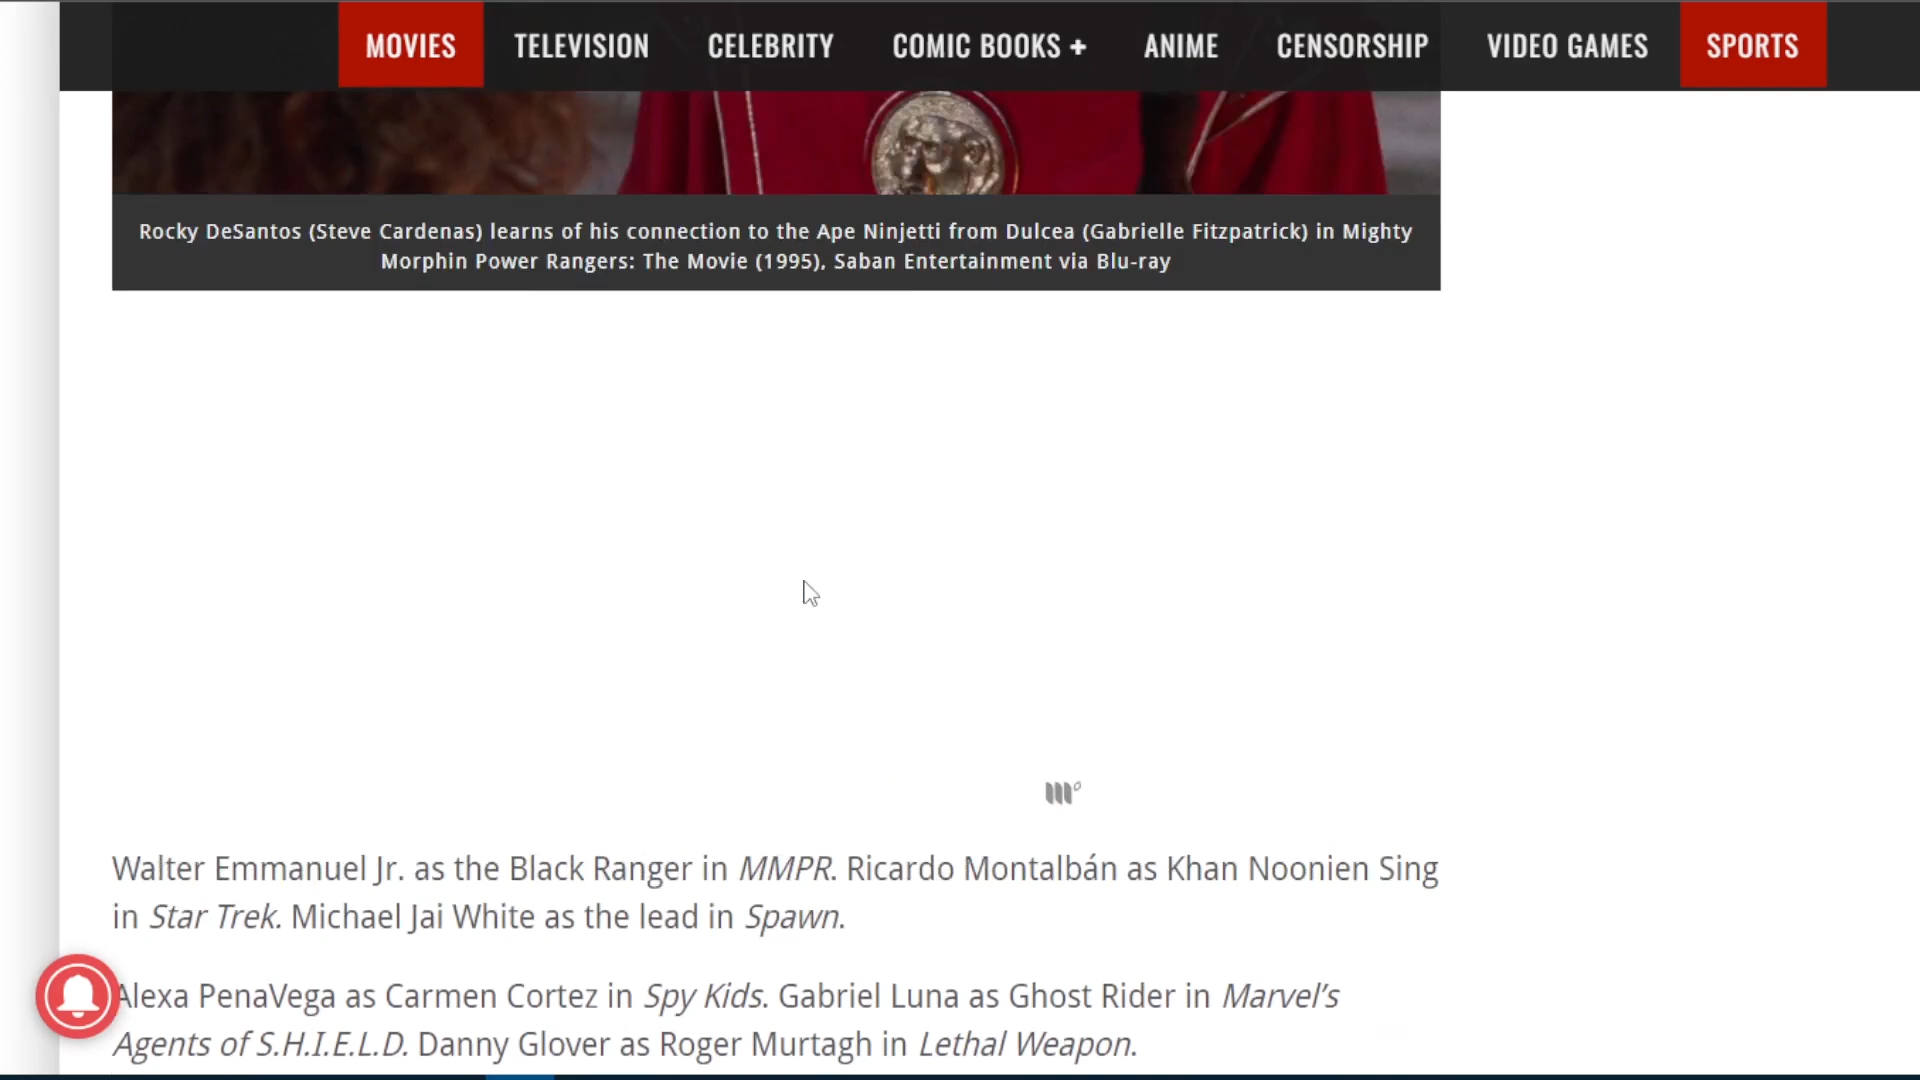 MOVIES TELEVISION CELEBRITY COMIC BOOKS + ANIME CENSORSHIP VIDEO GAMES SPORTS
Rocky DeSantos (Steve Cardenas) learns of his connection to the Ape Ninjetti from Dulcea (Gabrielle Fitzpatrick) in Mighty
Morphin Power Rangers: The Movie (1995), Saban Entertainment via Blu-ray
Walter Emmanuel Jr. as the Black Ranger in MMPR. Ricardo Montalbán as Khan Noonien Sing
in Star Trek. Michael Jai White as the lead in Spawn.
Alexa PenaVega as Carmen Cortez in Spy Kids. Gabriel Luna as Ghost Rider in Marvel's
Agents of S.H.I.E.L.D. Danny Glover as Roger Murtagh in Lethal Weapon.